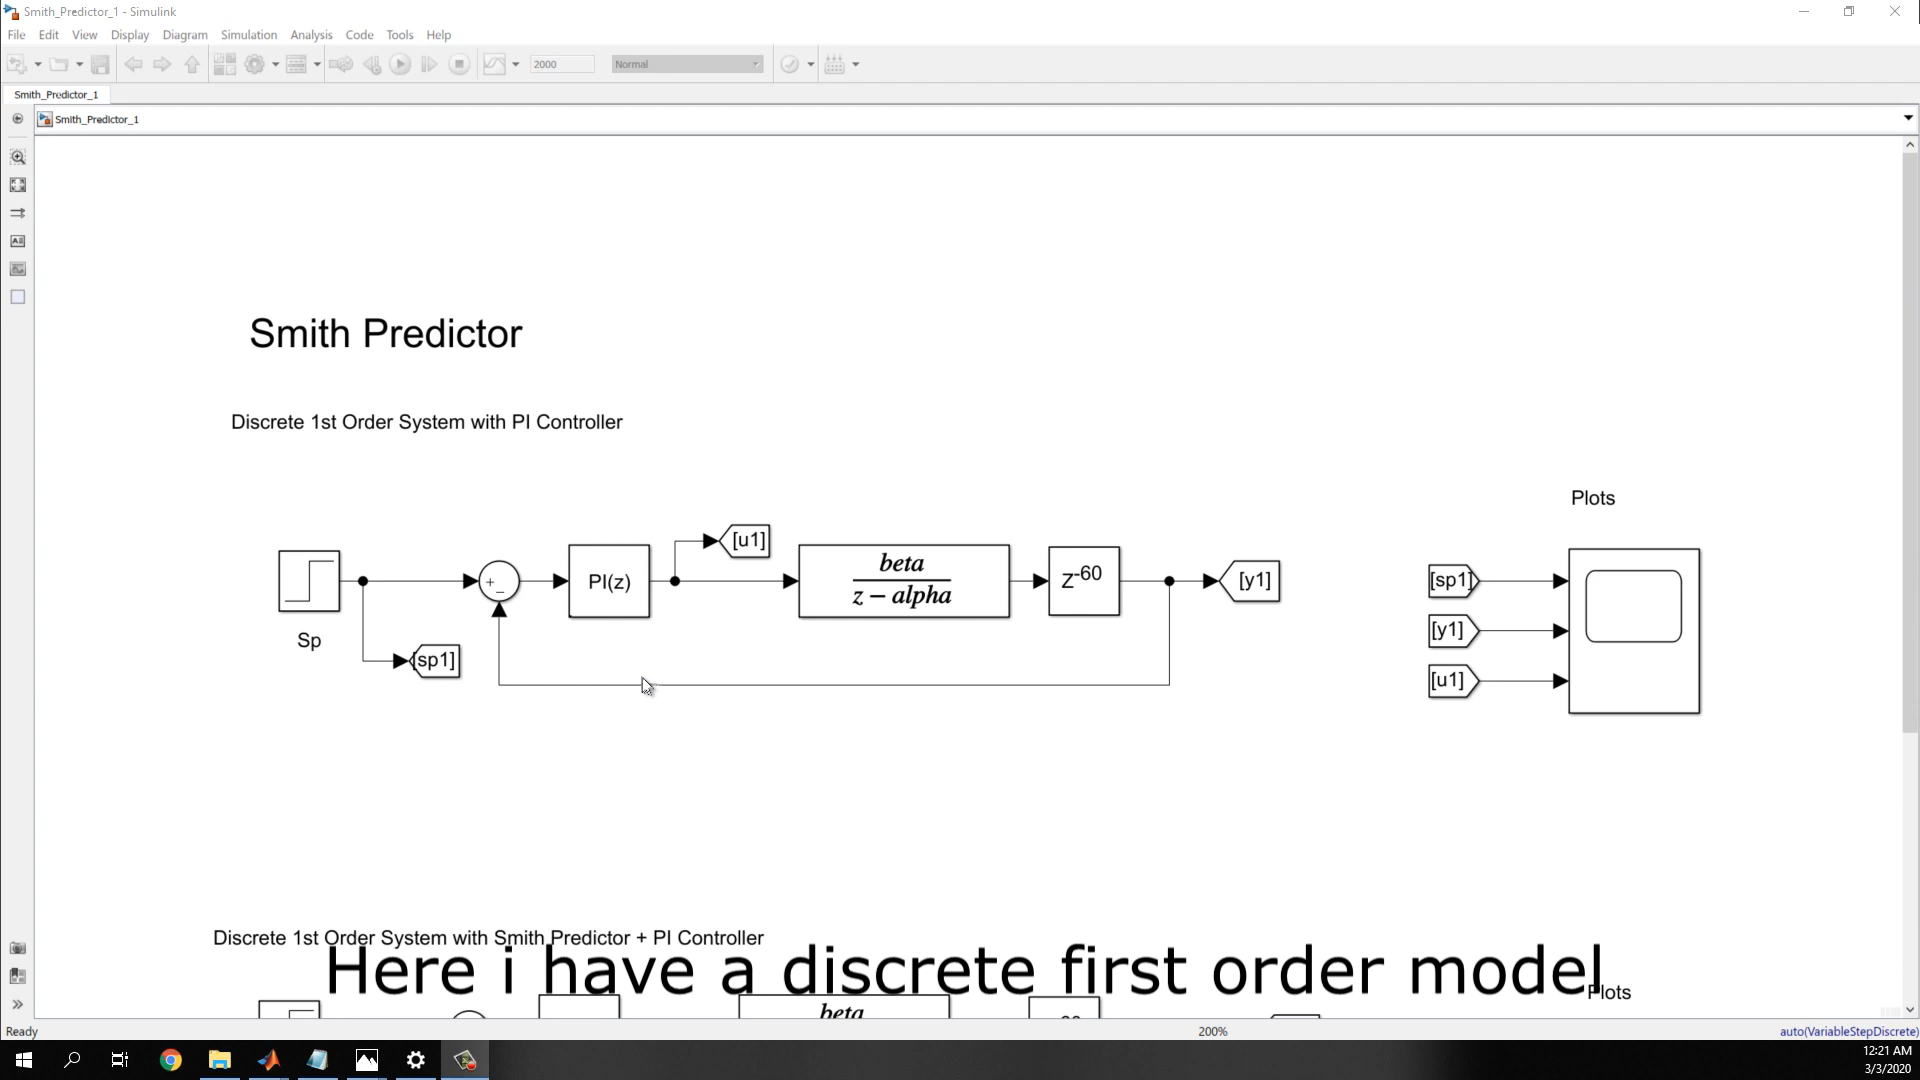 Smith_Predictor_1 - Simulink
File Edit View Display Diagram Simulation Analysis Code Tools Help
2000 Normal
Smith_Predictor_1
Smith_Predictor_1
Smith Predictor
Discrete 1st Order System with PI Controller
Plots
[u1]
beta
z − alpha
PI(z)
Z-60
+
−
[y1]
[sp1]
[y1]
[u1]
Sp
[sp1]
Discrete 1st Order System with Smith Predictor + PI Controller
Here i have a discrete first order model
Plots
beta
Ready
200%
auto(VariableStepDiscrete)
12:21 AM
3/3/2020